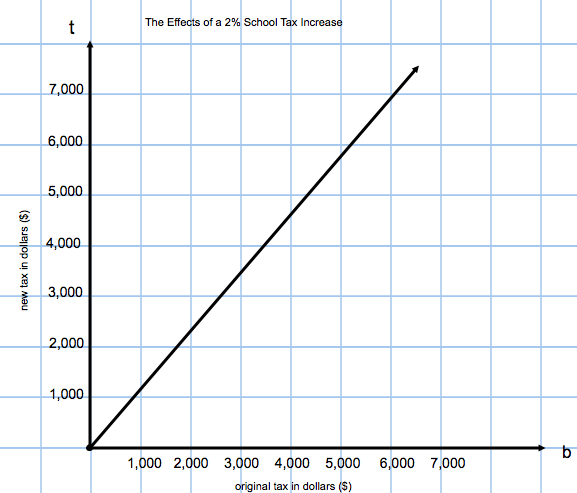 The Effects of a 2% School Tax Increase
t
7,000
6,000
5,000
4,000
3,000
2,000
1,000
new tax in dollars ($)
1,000 2,000 3,000 4,000 5,000 6,000 7,000
b
original tax in dollars ($)